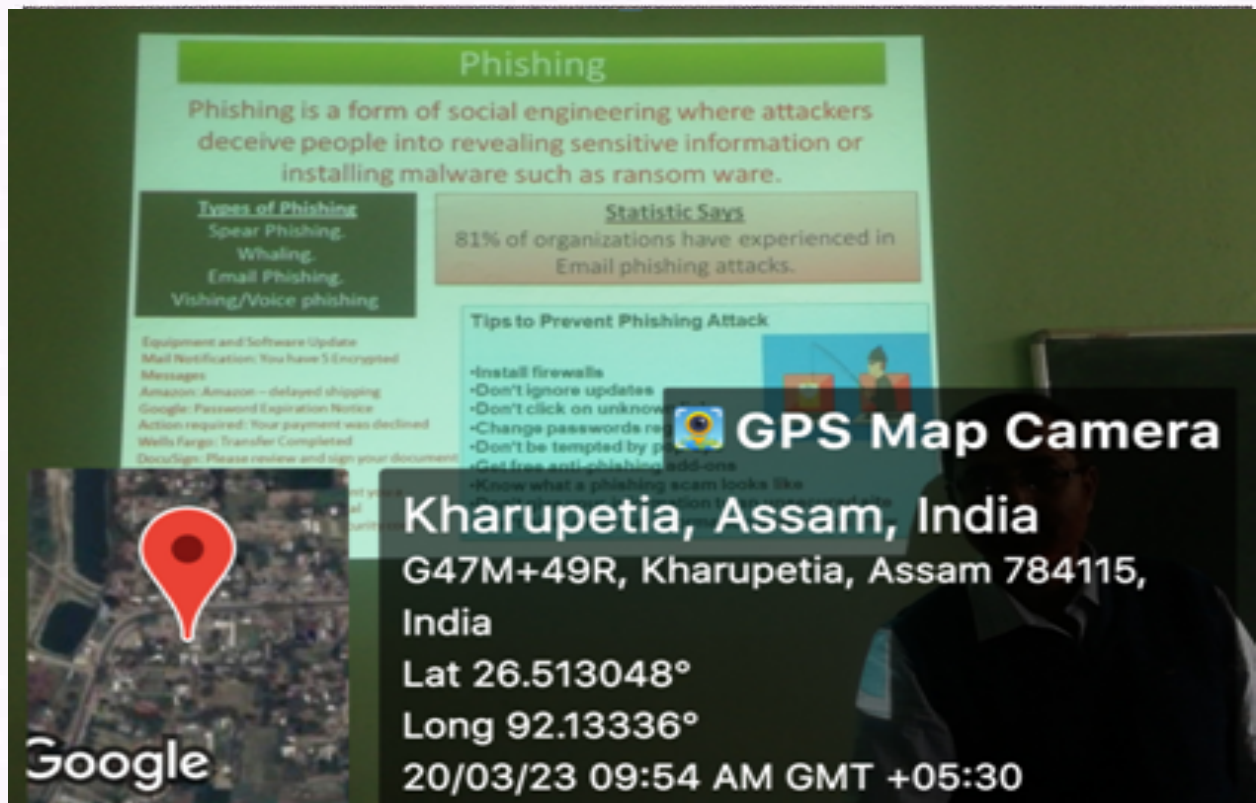 Phishing
Phishing is a form of social engineering where attackers
deceive people into revealing sensitive information or
installing malware such as ransom ware.
Types of Phishing
Spear Phishing.
Whaling.
Email Phishing.
Vishing/Voice phishing
Statistic Says
81% of organizations have experienced in
Email phishing attacks.
Equipment and Software Update
Mail Notification: You have 5 Encrypted
Messages
Amazon: Amazon – delayed shipping
Google: Password Expiration Notice
Action required: Your payment was declined
Wells Fargo: Transfer Completed
DocuSign: Please review and sign your document
Tips to Prevent Phishing Attack
•Install firewalls
•Don't ignore updates
•Don't click on unknown
•Change passwords
•Don't be tempted by
•Get free anti-phishing add-ons
•Know what a phishing scam looks like
GPS Map Camera
Kharupetia, Assam, India
G47M+49R, Kharupetia, Assam 784115,
India
Lat 26.513048°
Long 92.13336°
20/03/23 09:54 AM GMT +05:30
Google